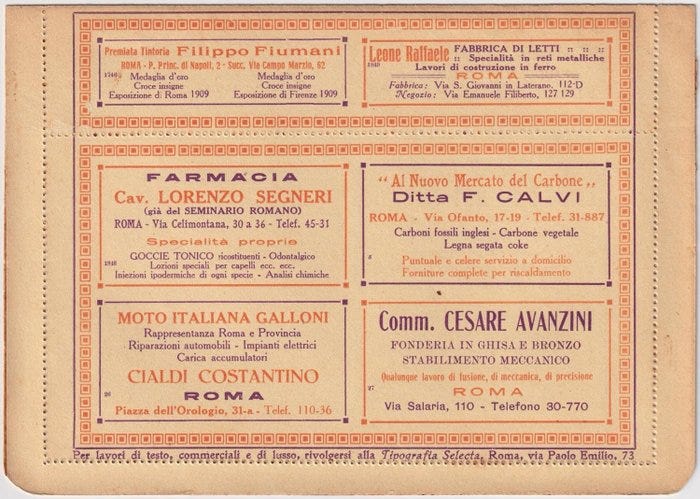 Premiata Tintoria Filippo Fiumani
ROMA - P. Princ. di Napoli, 2 - Succ. Via Campo Marzio, 62
Medaglia d'oro Medaglia d'oro
Croce insigne Croce insigne
Esposizione di Roma 1909 Esposizione di Firenze 1909
Leone Raffaele FABBRICA DI LETTI :: :: ::
:: Specialità in reti metalliche
Lavori di costruzione in ferro
1840
ROMA
Fabbrica: Via S. Giovanni in Laterano. 112-D
Negozio: Via Emanuele Filiberto, 127 129
FARMACIA
Cav. LORENZO SEGNERI
(già del SEMINARIO ROMANO)
ROMA - Via Celimontana, 30 a 36 - Telef. 45-31
Specialità proprie
GOCCIE TONICO ricostituenti - Odontalgico
1846
Lozioni speciali per capelli ecc. ecc.
Iniezioni ipodermiche di ogni specie - Analisi chimiche
"Al Nuovo Mercato del Carbone„
Ditta F. CALVI
ROMA - Via Ofanto, 17-19 - Telef. 31-887
Carboni fossili inglesi - Carbone vegetale
Legna segata coke
Puntuale e celere servizio a domicilio
Forniture complete per riscaldamento
MOTO ITALIANA GALLONI
Rappresentanza Roma e Provincia
Riparazioni automobili - Impianti elettrici
Carica accumulatori
CIALDI COSTANTINO
26
ROMA
Piazza dell'Orologio, 31-a - Telef. 110-36
Comm. CESARE AVANZINI
FONDERIA IN GHISA E BRONZO
STABILIMENTO MECCANICO
Qualunque lavoro di fusione, di meccanica, di precisione
27
ROMA
Via Salaria, 110 - Telefono 30-770
Per lavori di testo, commerciali e di lusso, rivolgersi alla Tipografia Selecta, Roma, via Paolo Emilio, 73